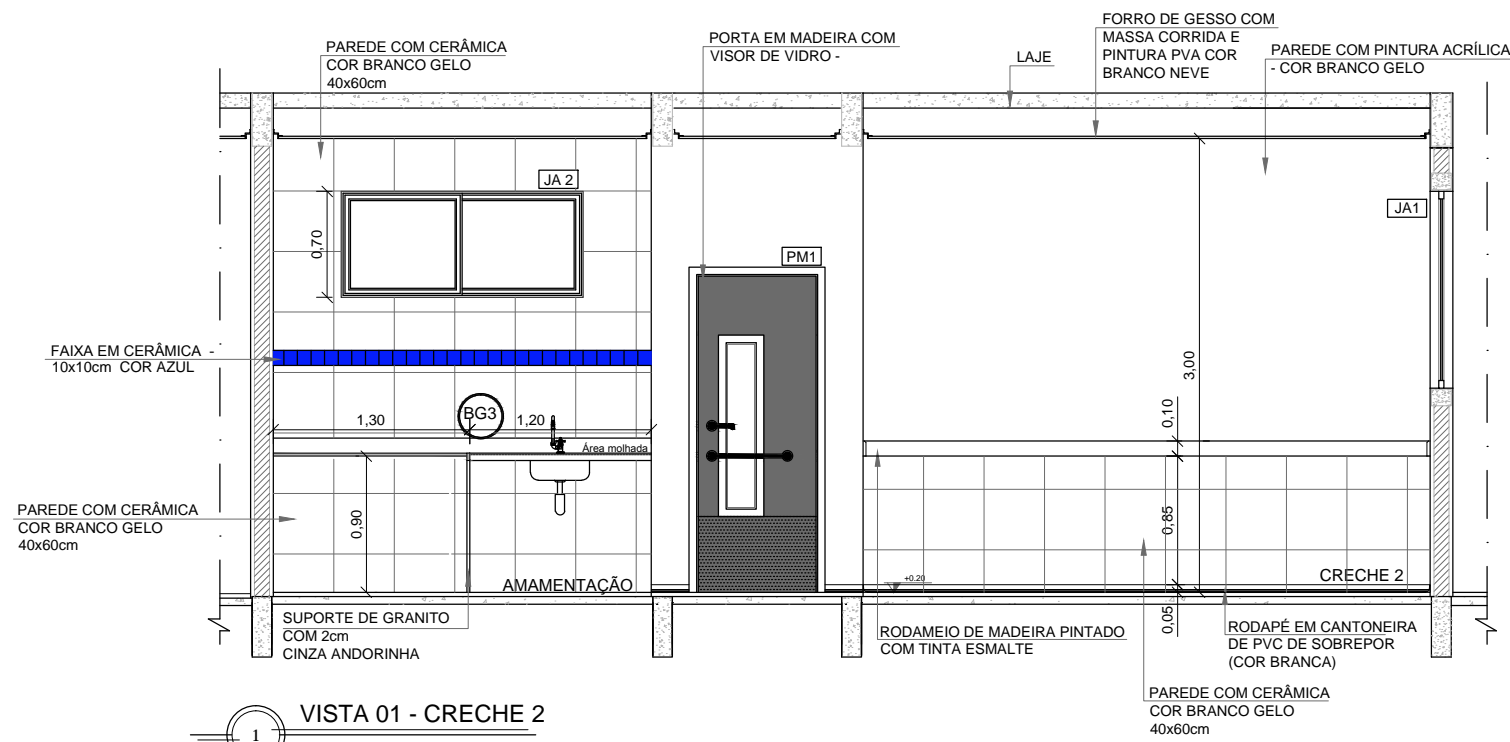 PAREDE COM CERÂMICA
COR BRANCO GELO
40x60cm
PORTA EM MADEIRA COM
VISOR DE VIDRO -
LAJE
FORRO DE GESSO COM
MASSA CORRIDA E
PINTURA PVA COR
BRANCO NEVE
PAREDE COM PINTURA ACRÍLICA
- COR BRANCO GELO
JA 2
JA1
0,70
PM1
FAIXA EM CERÂMICA -
10x10cm COR AZUL
3,00
1,30
BG3
1,20
0,10
Área molhada
PAREDE COM CERÂMICA
COR BRANCO GELO
40x60cm
0,90
0,85
AMAMENTAÇÃO
+0.20
CRECHE 2
0,05
SUPORTE DE GRANITO
COM 2cm
CINZA ANDORINHA
RODAMEIO DE MADEIRA PINTADO
COM TINTA ESMALTE
RODAPÉ EM CANTONEIRA
DE PVC DE SOBREPOR
(COR BRANCA)
PAREDE COM CERÂMICA
COR BRANCO GELO
40x60cm
VISTA 01 - CRECHE 2
1